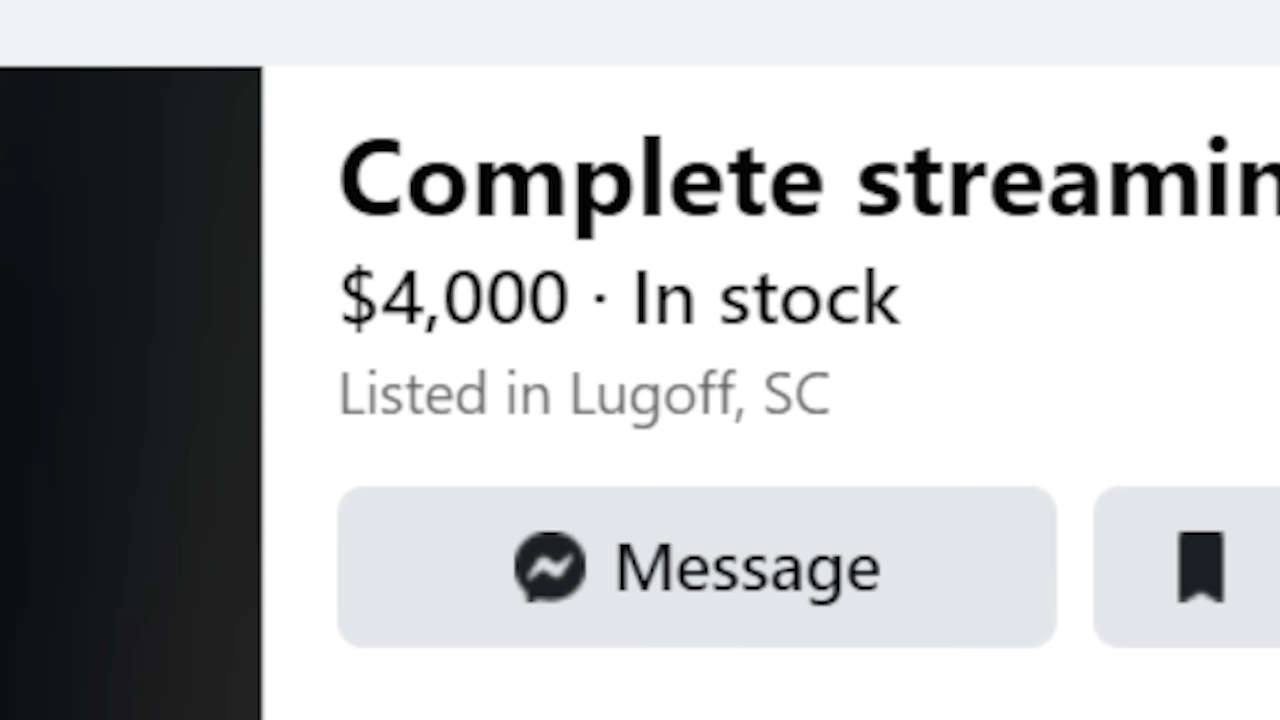 Complete streamin
$4,000 · In stock
Listed in Lugoff, SC
Message